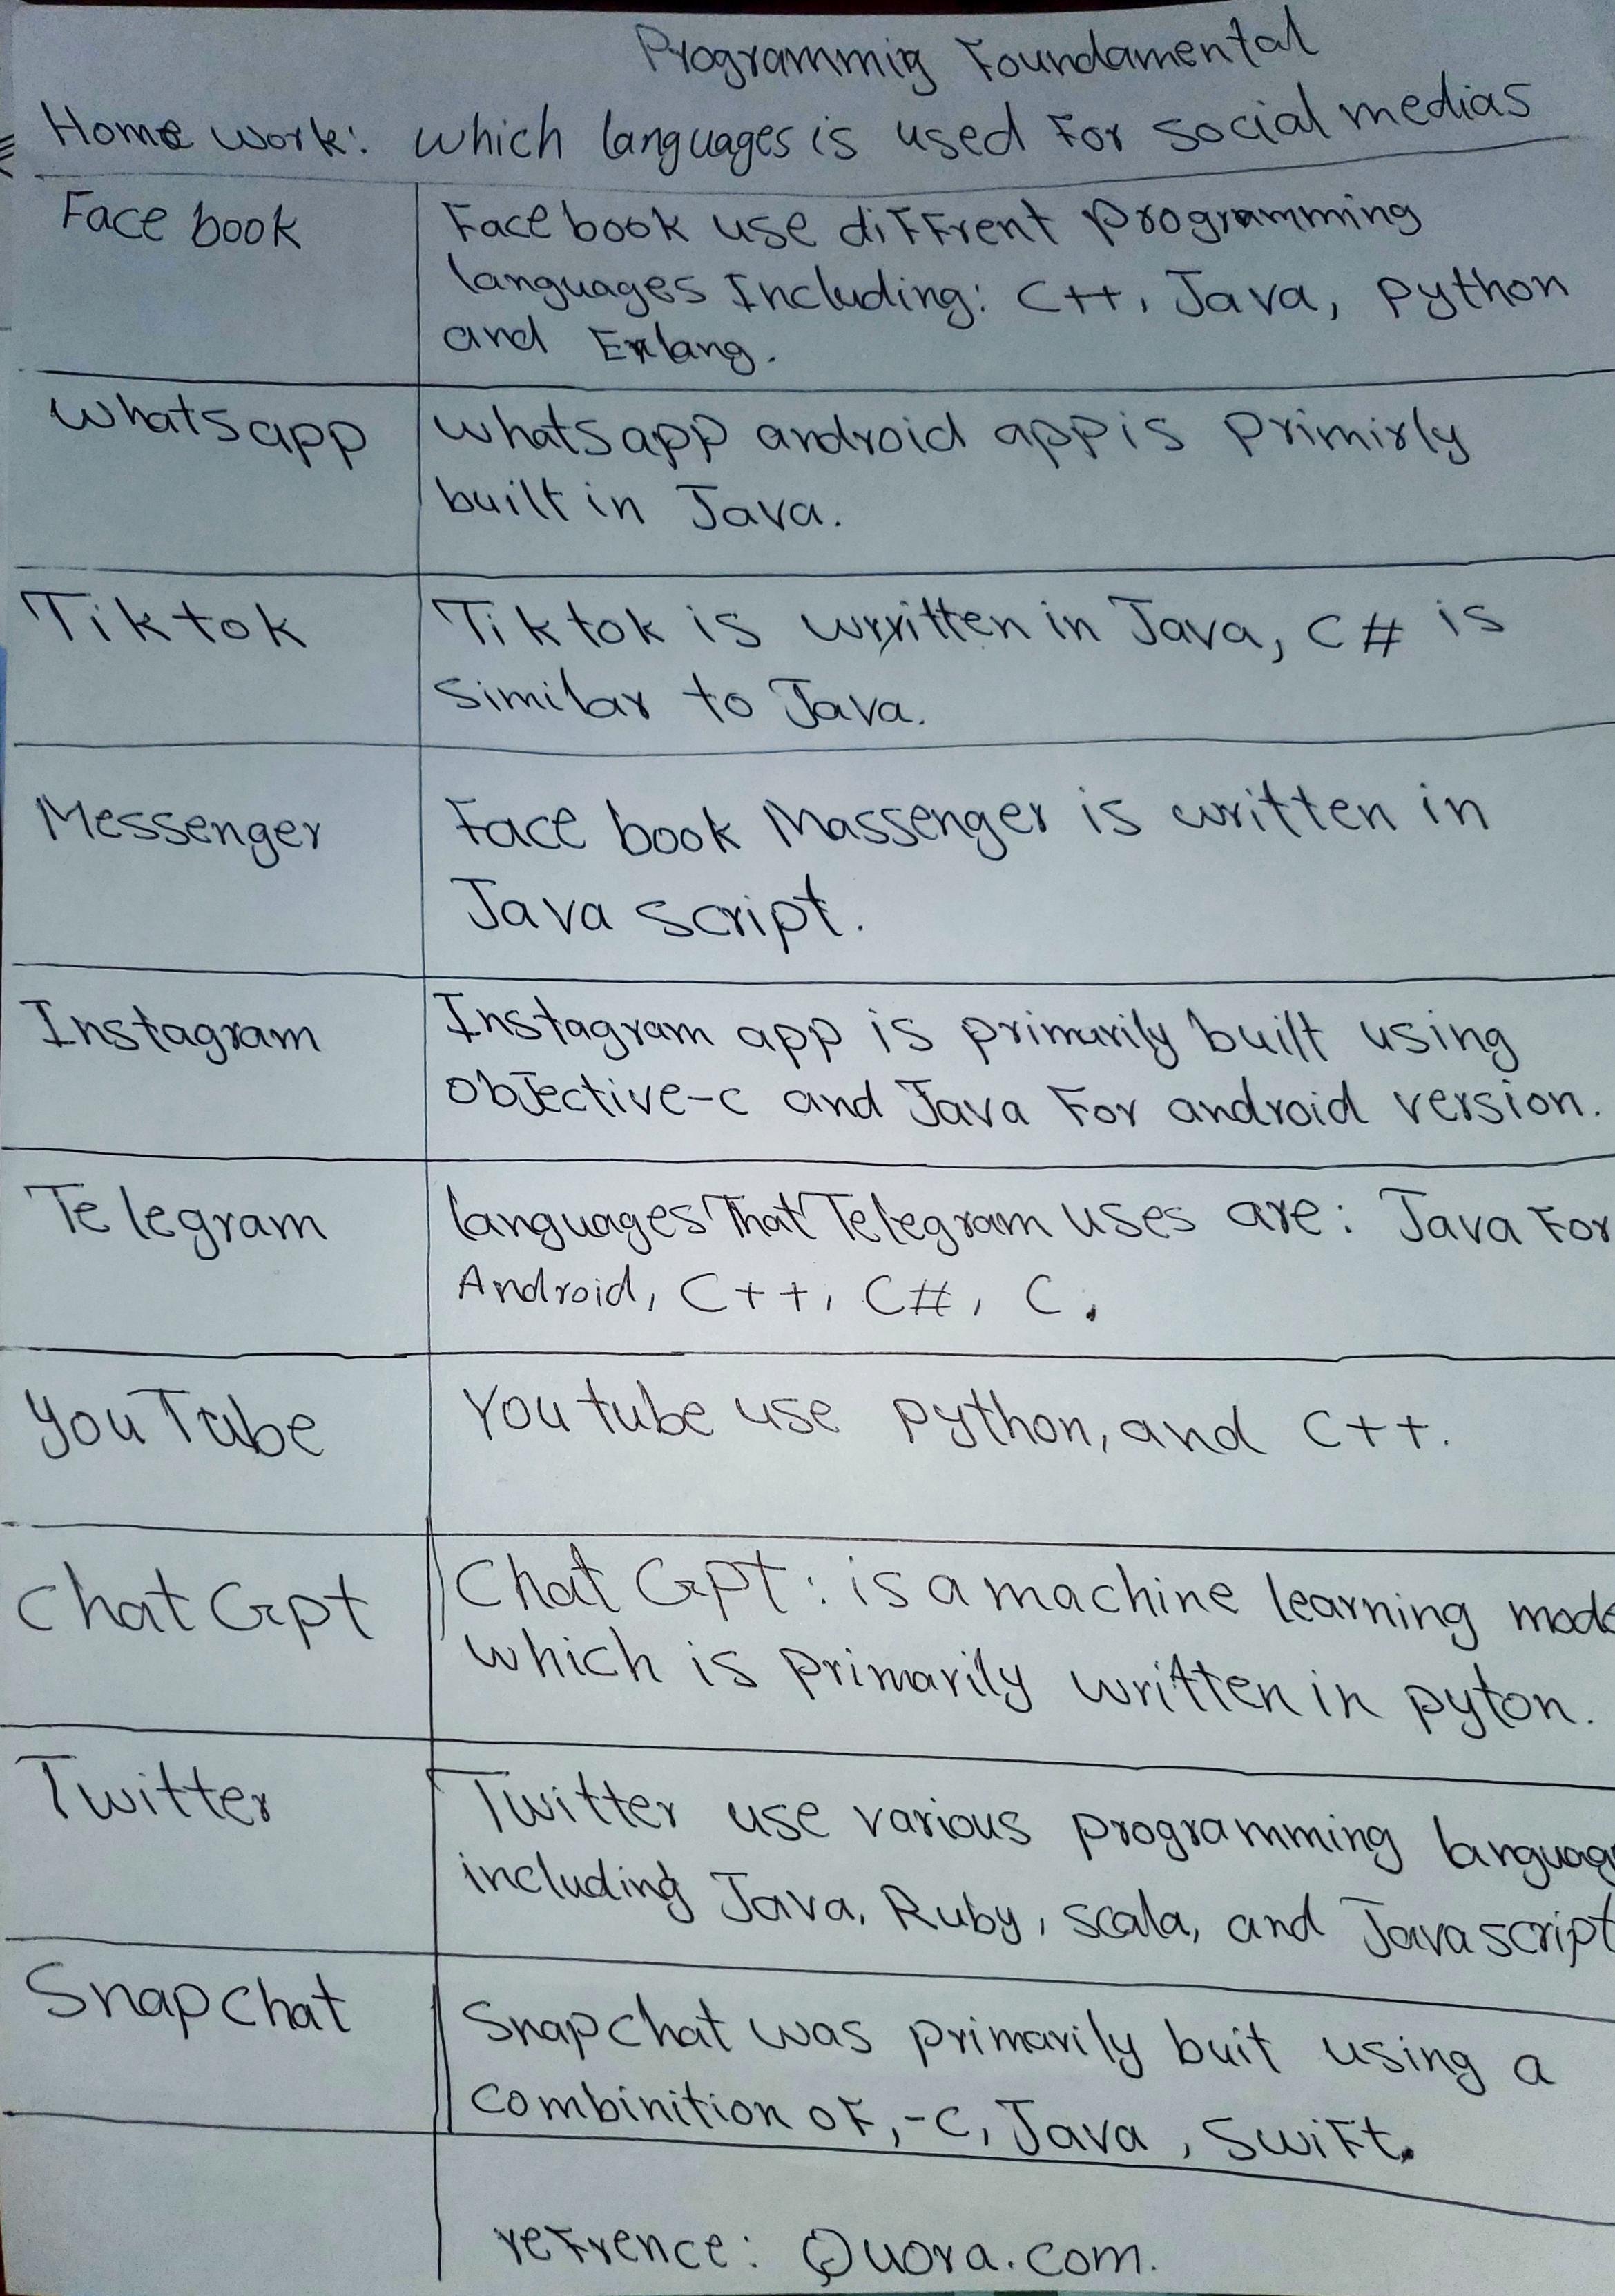 Programmig Foundamental
Home work: which languages is used For social medias
Face book
Face book use diffrent programming
languages Including: C++, Java, python
and Erlang.
Whatsapp
whatsapp android app is primirly
built in Java.
Tiktok
Tiktok is written in Java, C# is
similar to Java.
Messenger
Face book Massenger is written in
Java script.
Instagram
Instagram app is primarily built using
objective-c and Java For android version.
Telegram
languages That Telegram uses are: Java For
Android, C++, C#, C.
YouTube
Youtube use python, and C++.
Chat Gpt
Chat GPT: is a machine learning mode
which is primarily written in pyton.
Twitter
Twitter use various programming languag
including Java, Ruby, scala, and Java script
Snapchat
Snapchat was primarily buit using a
combinition of, -C, Java, Swift.
refrence: Quora.com.